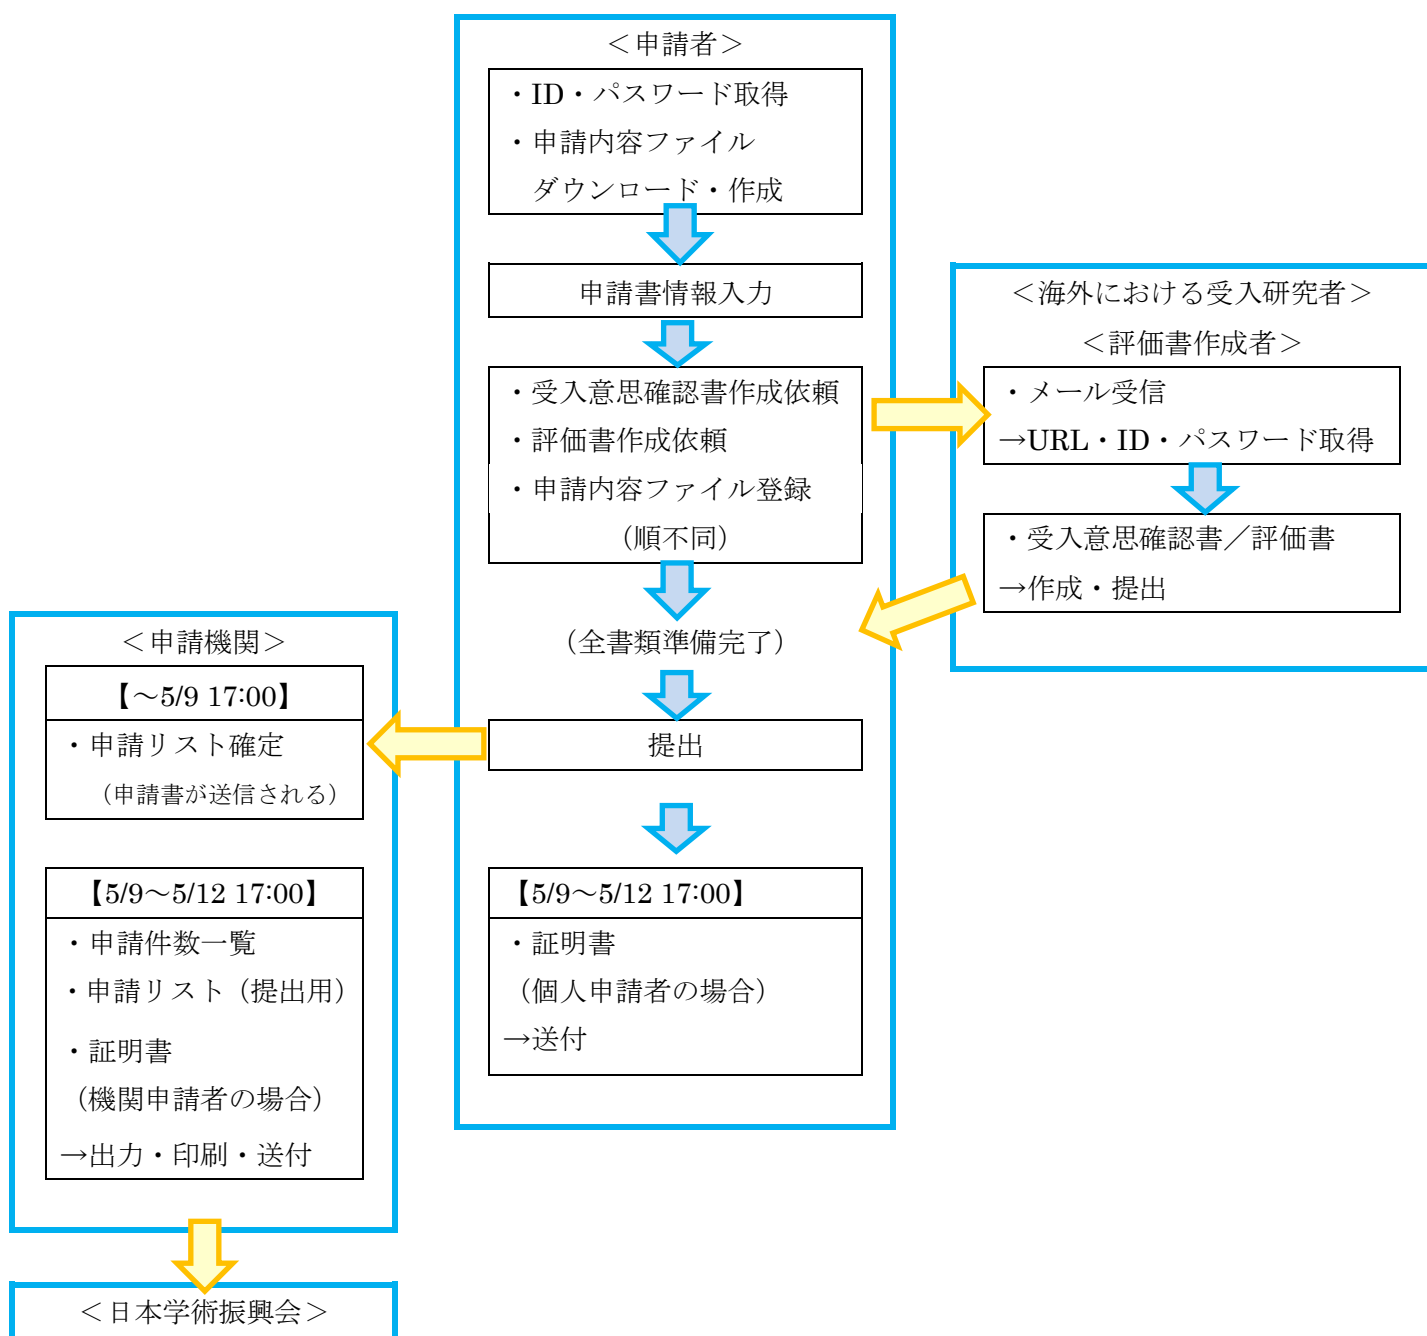 ＜申請者＞
・ID・パスワード取得
・申請内容ファイル
ダウンロード・作成
申請書情報入力
・受入意思確認書作成依頼
・評価書作成依頼
・申請内容ファイル登録
（順不同）
（全書類準備完了）
提出
【5/9～5/12 17:00】
・証明書
（個人申請者の場合）
→送付
＜海外における受入研究者＞
＜評価書作成者＞
・メール受信
→URL・ID・パスワード取得
・受入意思確認書／評価書
→作成・提出
＜申請機関＞
【～5/9 17:00】
・申請リスト確定
（申請書が送信される）
【5/9～5/12 17:00】
・申請件数一覧
・申請リスト（提出用）
・証明書
（機関申請者の場合）
→出力・印刷・送付
＜日本学術振興会＞